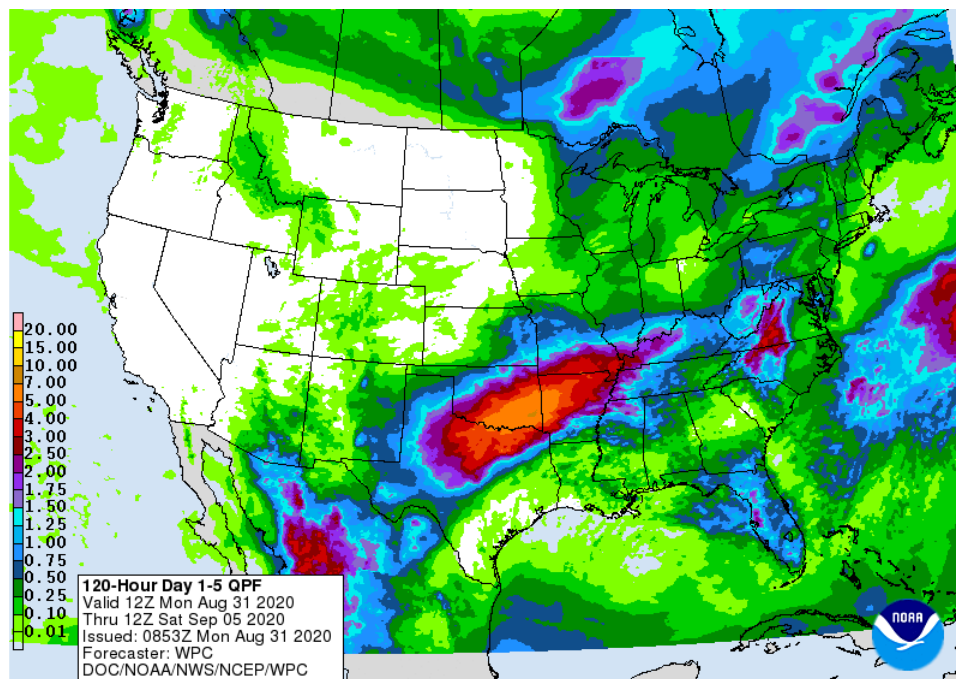 20.00
15.00
10.00
7.00
5.00
4.00
3.00
2.50
2.00
1.75
1.50
1.25
1.00
0.75
0.50
0.25
0.10
0.01
120-Hour Day 1-5 QPF
Valid 12Z Mon Aug 31 2020
Thru 12Z Sat Sep 05 2020
Issued: 0853Z Mon Aug 31 2020
Forecaster: WPC
DOC/NOAA/NWS/NCEP/WPC
NOAA